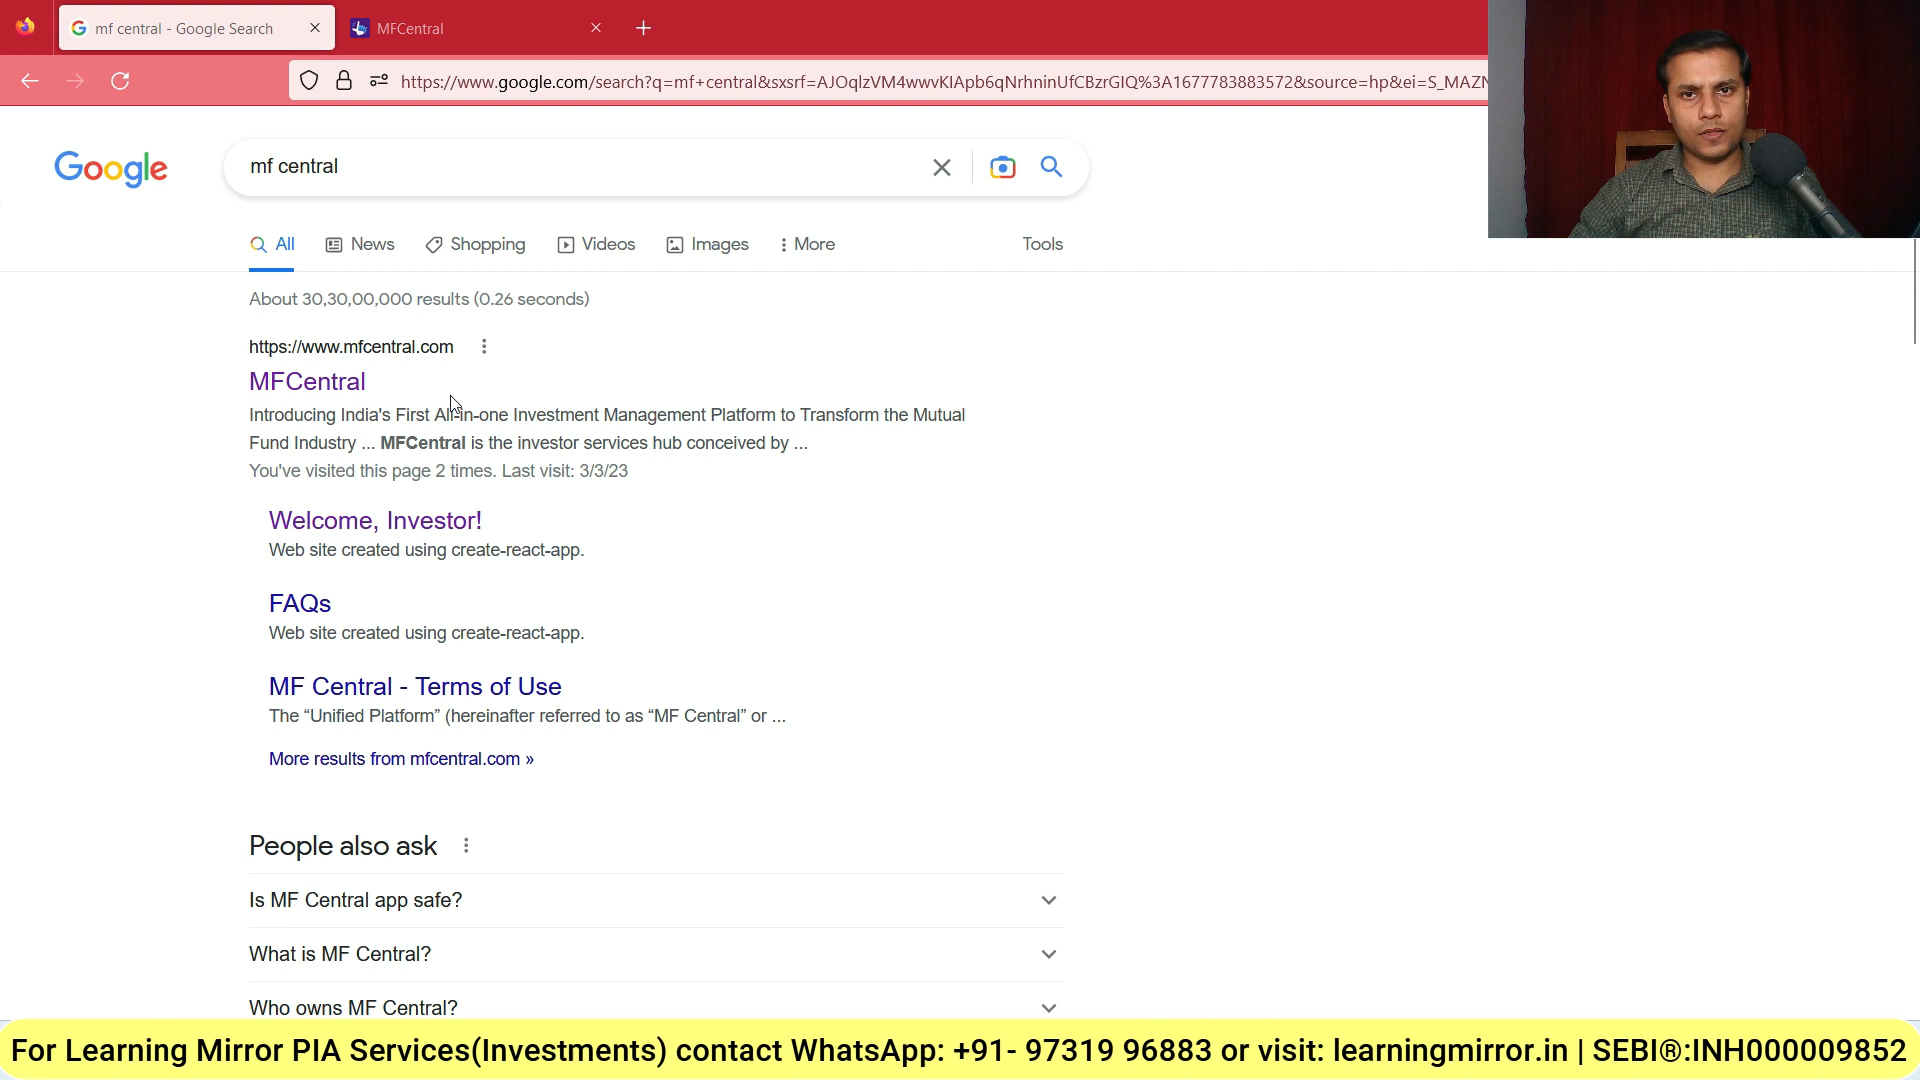 mf central - Google Search
MFCentral
https://www.google.com/search?q=mf+central&sxsrf=AJOqlzVM4wwvKIApb6qNrhninUfCBzrGIQ%3A1677783883572&source=hp&ei=S_MAZN
Google
mf central
All News Shopping Videos Images More Tools
About 30,30,00,000 results (0.26 seconds)
https://www.mfcentral.com
MFCentral
Introducing India's First All-in-one Investment Management Platform to Transform the Mutual
Fund Industry ... MFCentral is the investor services hub conceived by ...
You've visited this page 2 times. Last visit: 3/3/23
Welcome, Investor!
Web site created using create-react-app.
FAQs
Web site created using create-react-app.
MF Central - Terms of Use
The “Unified Platform” (hereinafter referred to as “MF Central” or ...
More results from mfcentral.com »
People also ask
Is MF Central app safe?
What is MF Central?
Who owns MF Central?
For Learning Mirror PIA Services(Investments) contact WhatsApp: +91- 97319 96883 or visit: learningmirror.in | SEBI®:INH000009852